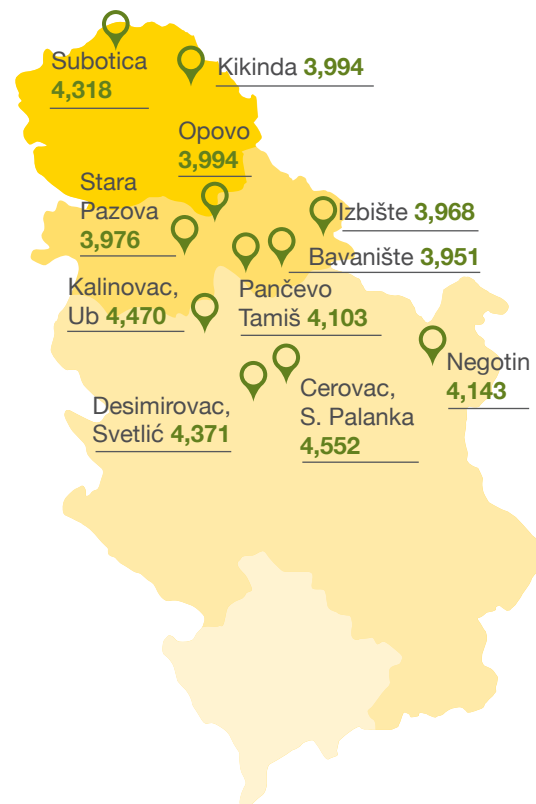 Subotica
4,318
Kikinda 3,994
Opovo
3,994
Stara
Pazova
3,976
Izbište 3,968
Bavanište 3,951
Kalinovac,
Ub 4,470
Pančevo
Tamiš 4,103
Negotin
4,143
Desimirovac,
Svetlić 4,371
Cerovac,
S. Palanka
4,552